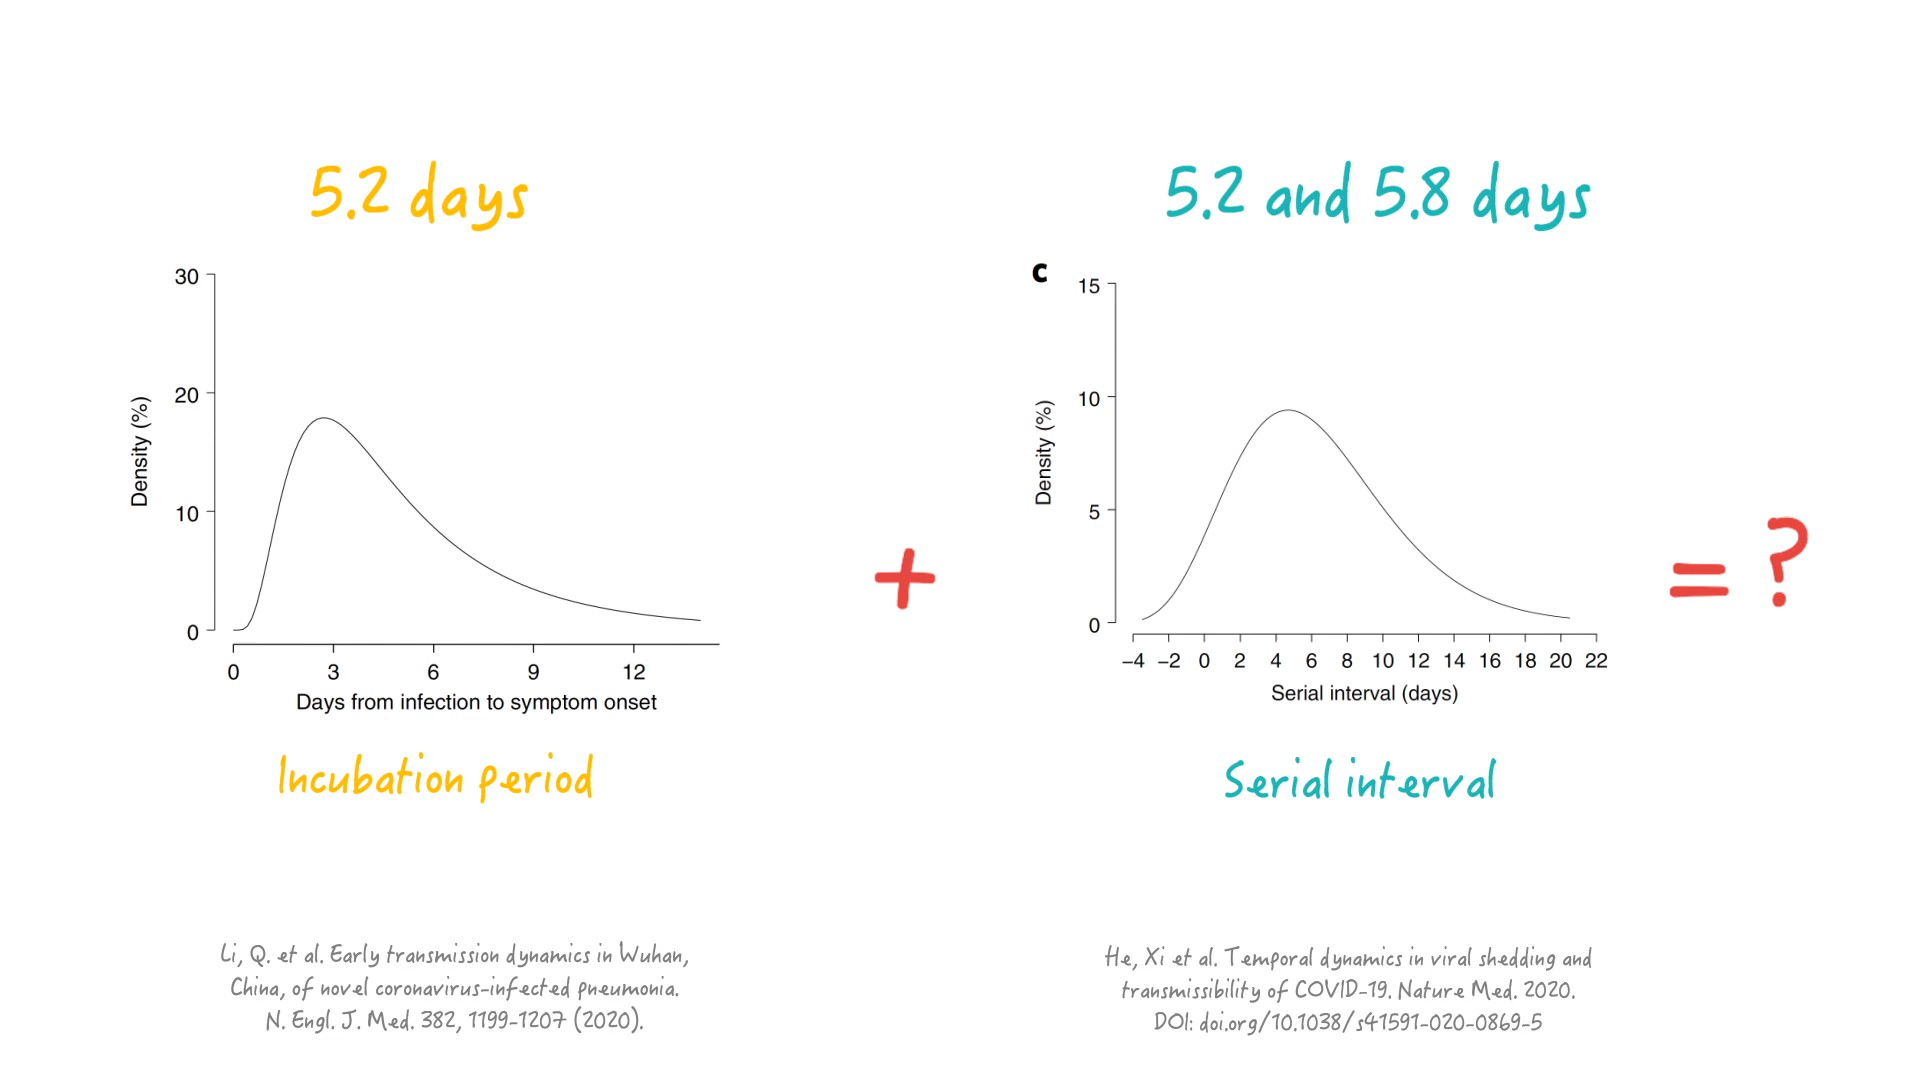 5.2 days
30
20
10
0
Density (%)
0 3 6 9 12
Days from infection to symptom onset
Incubation period
Li, Q. et al. Early transmission dynamics in Wuhan,
China, of novel coronavirus-infected pneumonia.
N. Engl. J. Med. 382, 1199-1207 (2020).
+
5.2 and 5.8 days
c
15
10
5
0
Density (%)
−4 −2 0 2 4 6 8 10 12 14 16 18 20 22
Serial interval (days)
Serial interval
He, Xi et al. Temporal dynamics in viral shedding and
transmissibility of COVID-19. Nature Med. 2020.
DOI: doi.org/10.1038/s41591-020-0869-5
= ?